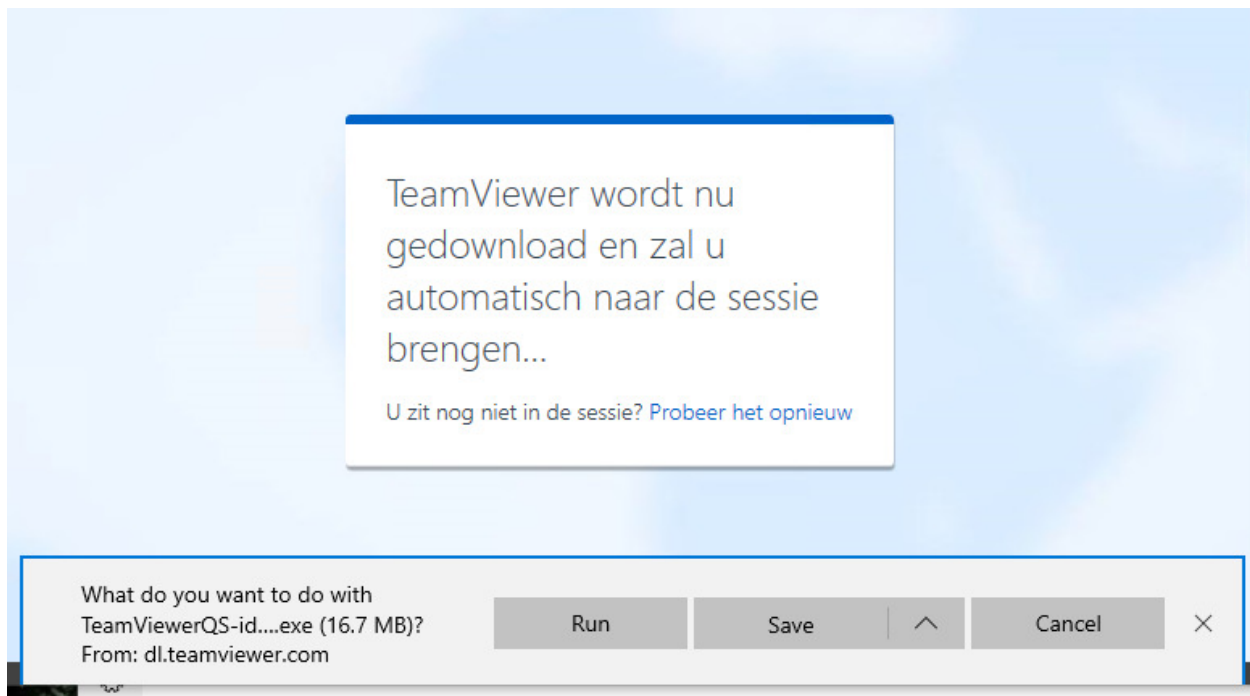 TeamViewer wordt nu
gedownload en zal u
automatisch naar de sessie
brengen...
U zit nog niet in de sessie? Probeer het opnieuw
What do you want to do with
TeamViewerQS-id....exe (16.7 MB)?
From: dl.teamviewer.com
Run
Save
Cancel